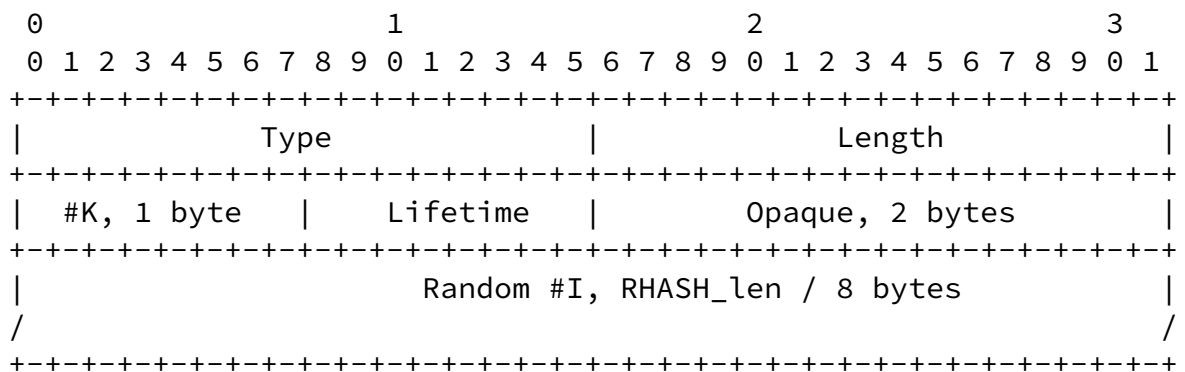 0                   1                   2                   3
 0 1 2 3 4 5 6 7 8 9 0 1 2 3 4 5 6 7 8 9 0 1 2 3 4 5 6 7 8 9 0 1
+-+-+-+-+-+-+-+-+-+-+-+-+-+-+-+-+-+-+-+-+-+-+-+-+-+-+-+-+-+-+-+-+
|             Type              |             Length            |
+-+-+-+-+-+-+-+-+-+-+-+-+-+-+-+-+-+-+-+-+-+-+-+-+-+-+-+-+-+-+-+-+
|  #K, 1 byte   |    Lifetime   |        Opaque, 2 bytes        |
+-+-+-+-+-+-+-+-+-+-+-+-+-+-+-+-+-+-+-+-+-+-+-+-+-+-+-+-+-+-+-+-+
|                      Random #I, RHASH_len / 8 bytes           |
/                                                               /
+-+-+-+-+-+-+-+-+-+-+-+-+-+-+-+-+-+-+-+-+-+-+-+-+-+-+-+-+-+-+-+-+